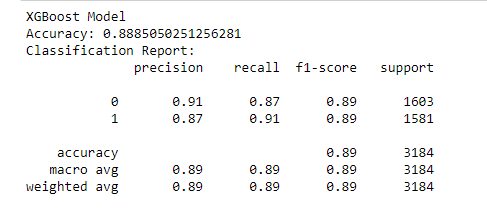 XGBoost Model
Accuracy: 0.8885050251256281
Classification Report:
              precision    recall  f1-score   support

           0       0.91      0.87      0.89      1603
           1       0.87      0.91      0.89      1581

    accuracy                           0.89      3184
   macro avg       0.89      0.89      0.89      3184
weighted avg       0.89      0.89      0.89      3184